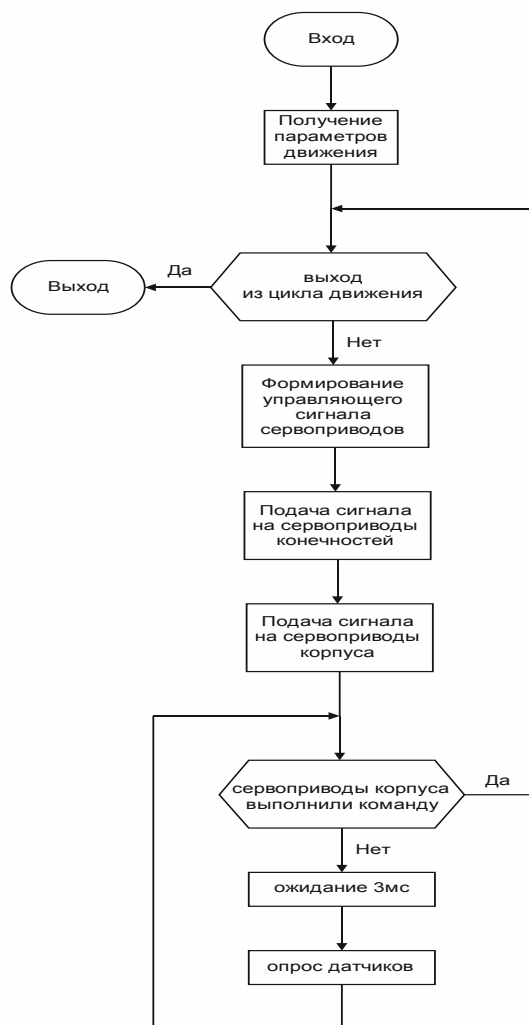 Вход
Получение
параметров
движения
выход
из цикла движения
Да
Выход
Нет
Формирование
управляющего
сигнала
сервоприводов
Подача сигнала
на сервоприводы
конечностей
Подача сигнала
на сервоприводы
корпуса
сервоприводы корпуса
выполнили команду
Да
Нет
ожидание 3мс
опрос датчиков